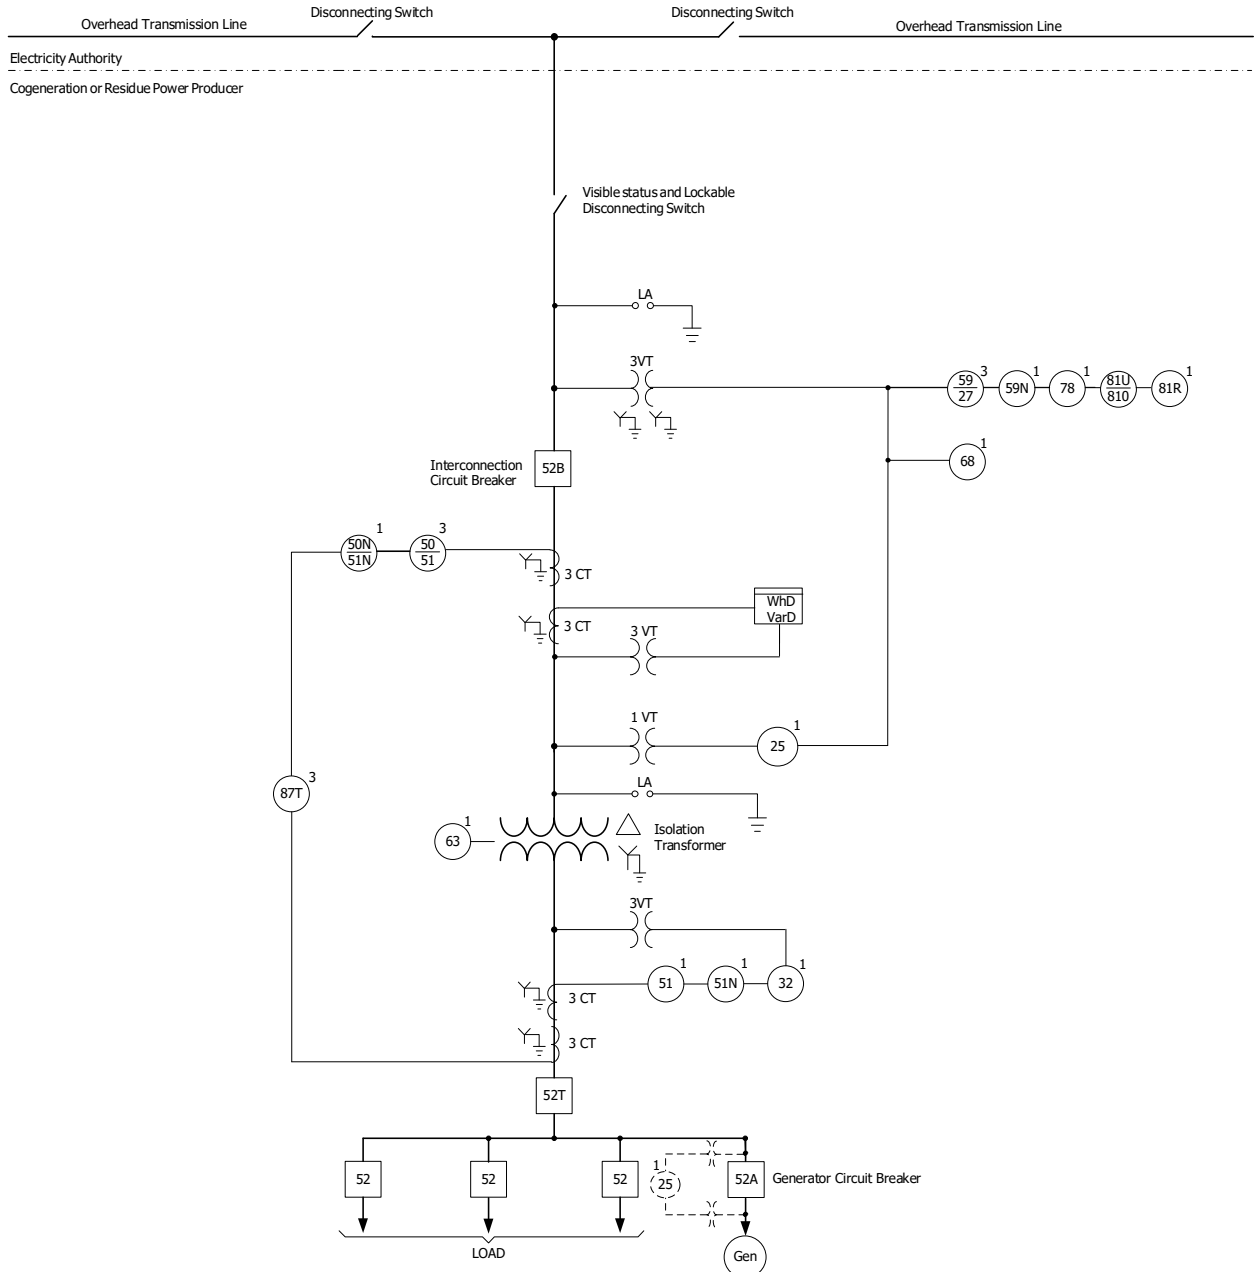 Disconnecting Switch
Disconnecting Switch
Overhead Transmission Line
Overhead Transmission Line
Electricity Authority
Cogeneration or Residue Power Producer
Visible status and Lockable
Disconnecting Switch
LA
3VT
59
27
3
59N
1
78
1
81U
810
81R
1
68
1
Interconnection
Circuit Breaker
52B
50N
51N
1
50
51
3
3 CT
WhD
VarD
3 CT
3 VT
1 VT
25
1
LA
87T
3
63
1
Isolation
Transformer
3VT
51
1
51N
1
32
1
3 CT
3 CT
52T
52
52
52
1
25
52A
Generator Circuit Breaker
LOAD
Gen